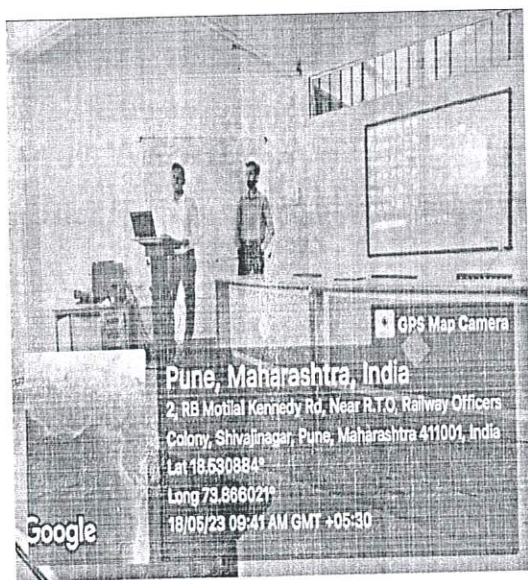 GPS Map Camera
Pune, Maharashtra, India
2, RB Motilal Kennedy Rd, Near R.T.O, Railway Officers
Colony, Shivajinagar, Pune, Maharashtra 411001, India
Lat 18.530884°
Long 73.866021°
18/05/23 09:41 AM GMT +05:30
Google